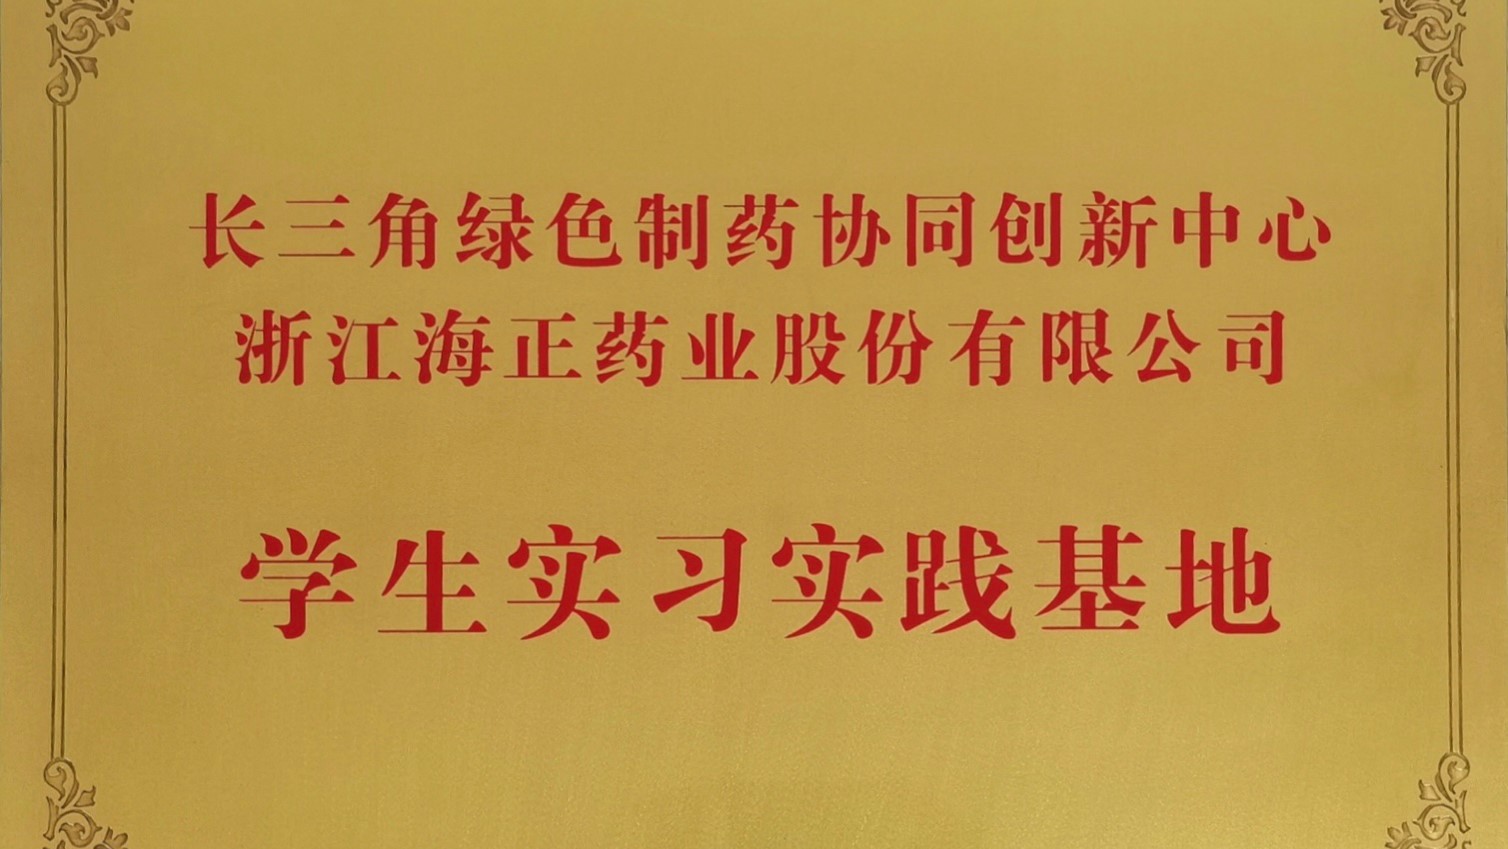 长三角绿色制药协同创新中心
浙江海正药业股份有限公司
学生实习实践基地